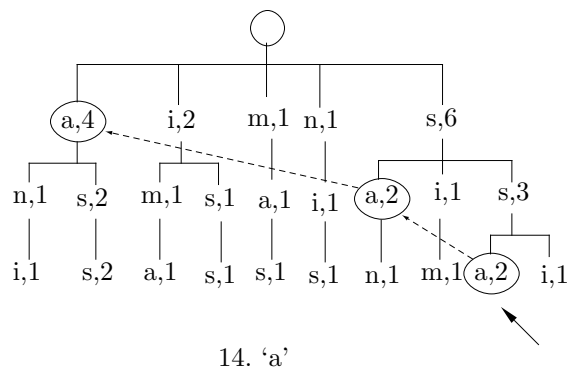 a,4 i,2 m,1 n,1 s,6
n,1 s,2 m,1 s,1 a,1 i,1 a,2 i,1 s,3
i,1 s,2 a,1 s,1 s,1 s,1 n,1 m,1 a,2 i,1
14. ‘a’